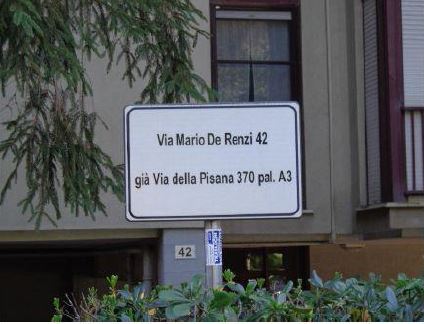 Via Mario De Renzi 42
già Via della Pisana 370 pal. A3
42